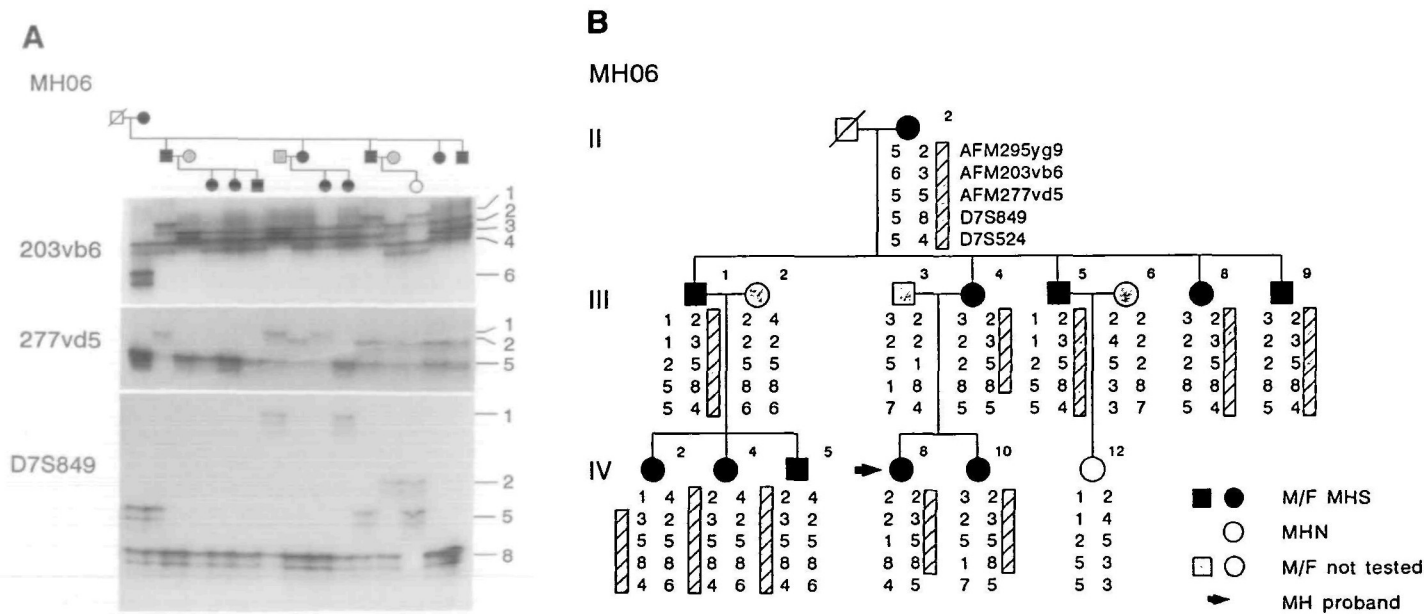 A
MH06
203vb6
1
2
3
4
6
277vd5
1
2
5
D7S849
1
2
5
8
B
MH06
II
2
5 2 AFM295yg9
6 3 AFM203vb6
5 5 AFM277vd5
5 8 D7S849
5 4 D7S524
III
1 2 3 4 5 6 8 9
1 2 2 4 3 2 3 2 1 2 2 2 3 2 3 2
1 3 2 2 2 2 2 3 1 3 4 2 2 3 2 3
2 5 5 5 5 1 2 5 2 5 5 5 2 5 2 5
5 8 8 8 1 8 8 8 5 8 3 8 8 8 8 8
5 4 6 6 7 4 5 5 5 4 3 7 5 4 5 4
IV
2 4 5 8 10 12
1 4 2 4 2 4 2 2 3 2 1 2
3 2 3 2 3 2 2 3 2 3 1 4
5 5 5 5 5 5 1 5 5 5 2 5
8 8 8 8 8 8 8 8 1 8 5 3
4 6 4 6 4 6 4 5 7 5 5 3
M/F MHS
MHN
M/F not tested
MH proband